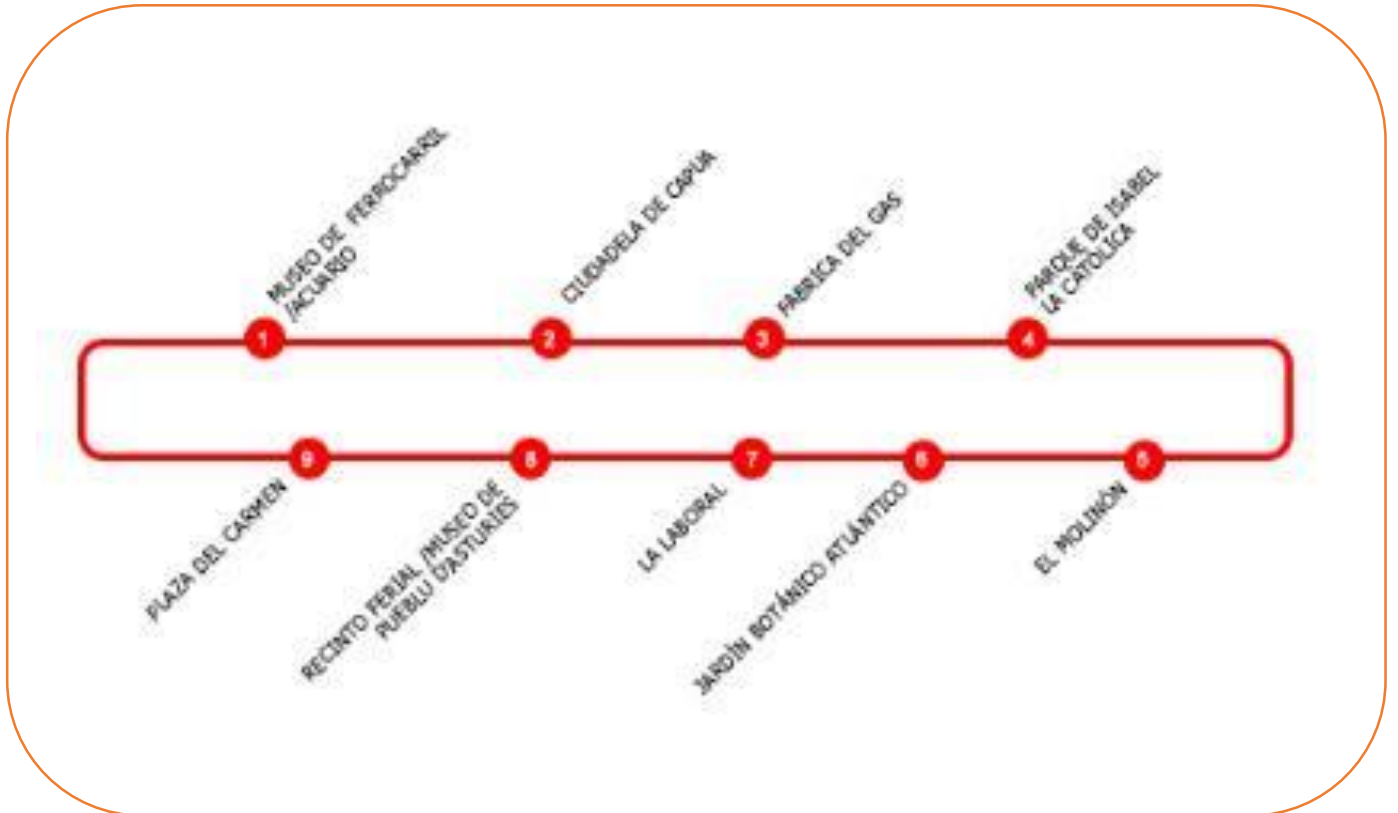 MUSEO DE FERROCARRIL
/ACUARIO
CIUDADELA DE CAPUA
FABRICA DEL GAS
PARQUE DE ISABEL
LA CATOLICA
1
2
3
4
9
8
7
6
5
PLAZA DEL CARMEN
RECINTO FERIAL /MUSEO DE
PUEBLU D'ASTURIES
LA LABORAL
JARDÍN BOTÁNICO ATLÁNTICO
EL MOLINÓN